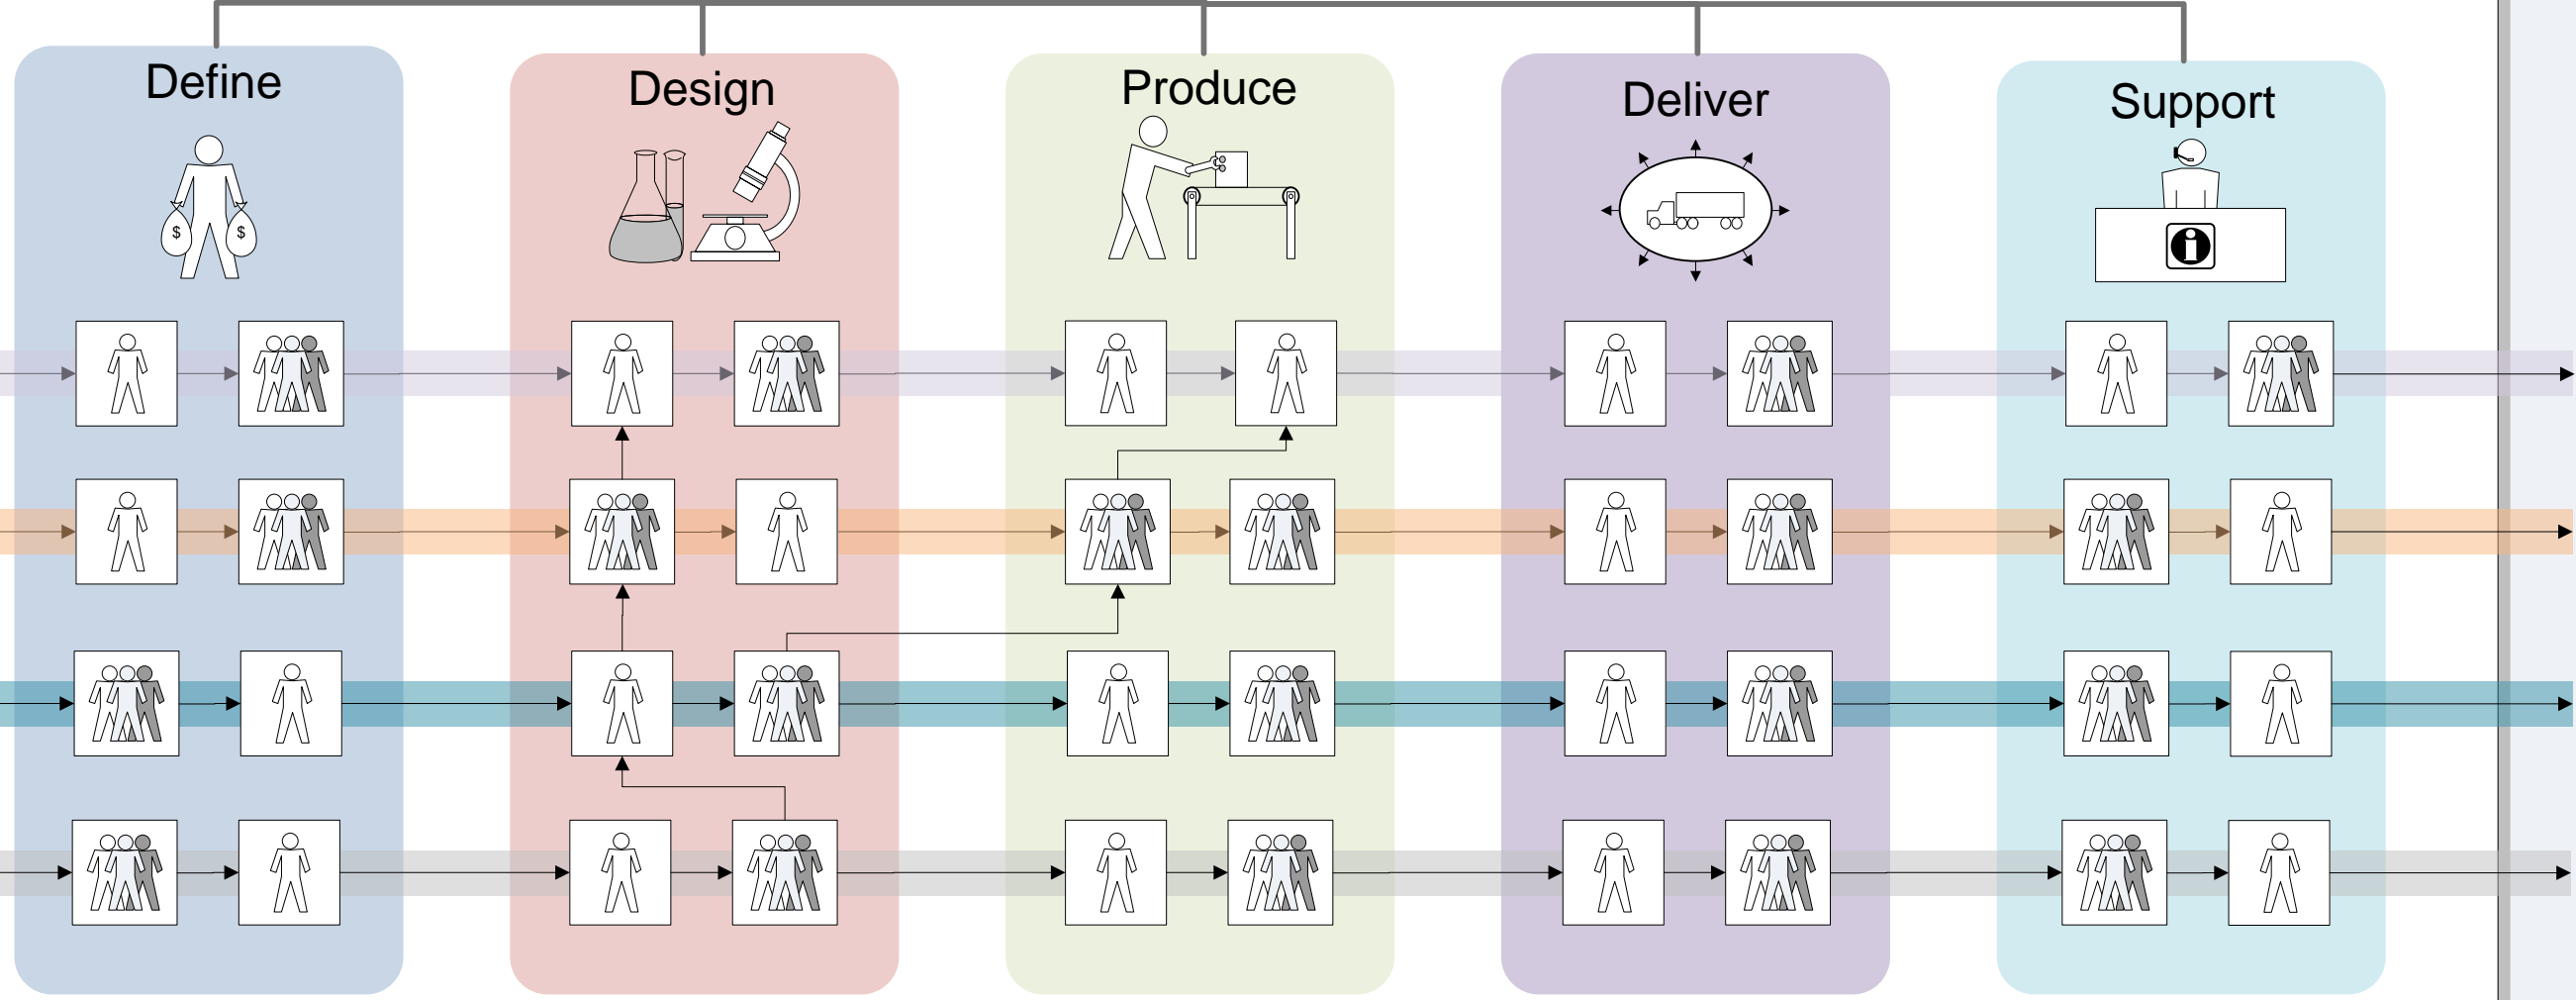 Define
Design
Produce
Deliver
Support
$ $
i